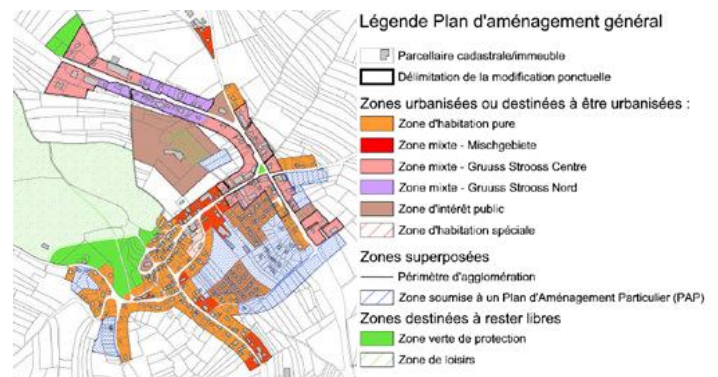 Légende Plan d'aménagement général
Parcellaire cadastrale/immeuble
Délimitation de la modification ponctuelle
Zones urbanisées ou destinées à être urbanisées :
Zone d'habitation pure
Zone mixte - Mischgebiete
Zone mixte - Gruuss Strooss Centre
Zone mixte - Gruuss Strooss Nord
Zone d'intérêt public
Zone d'habitation spéciale
Zones superposées
Périmètre d'agglomération
Zone soumise à un Plan d'Aménagement Particulier (PAP)
Zones destinées à rester libres
Zone verte de protection
Zone de loisirs